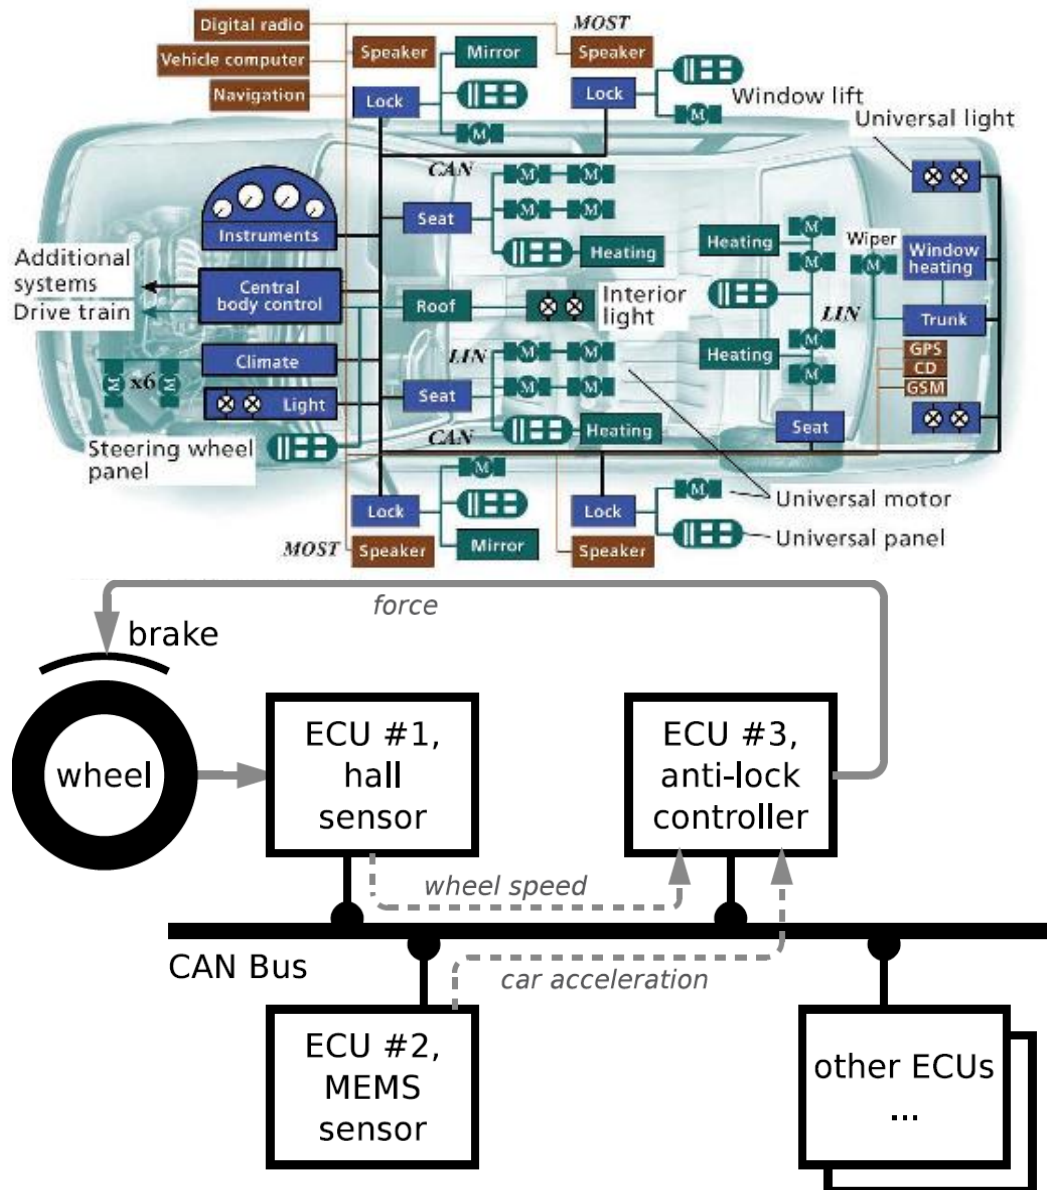 Digital radio
MOST
Vehicle computer
Speaker
Mirror
Speaker
Navigation
Lock
Lock
M
M
Window lift
Universal light
CAN
M M
Seat
M M
Instruments
Heating
Heating
M
M
Wiper
M
Window
heating
Additional
systems
Drive train
Central
body control
Roof
Interior
light
LIN
Trunk
LIN
M M
M
Heating
M
GPS
CD
GSM
Climate
M x6 M
Seat
M M
Light
CAN
Heating
Seat
Steering wheel
panel
M
M
Universal motor
Lock
Lock
Universal panel
MOST
Speaker
Mirror
Speaker
force
brake
wheel
ECU #1,
hall
sensor
ECU #3,
anti-lock
controller
wheel speed
CAN Bus
car acceleration
ECU #2,
MEMS
sensor
other ECUs
...